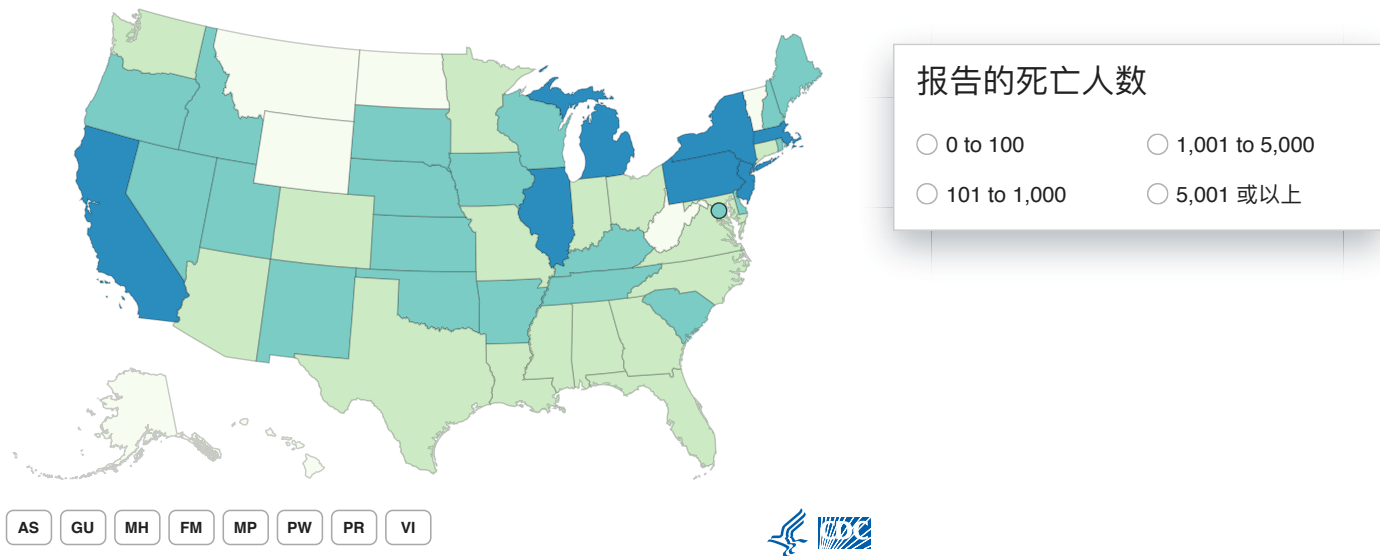 报告的死亡人数
0 to 100
1,001 to 5,000
101 to 1,000
5,001 或以上
AS GU MH FM MP PW PR VI
CDC